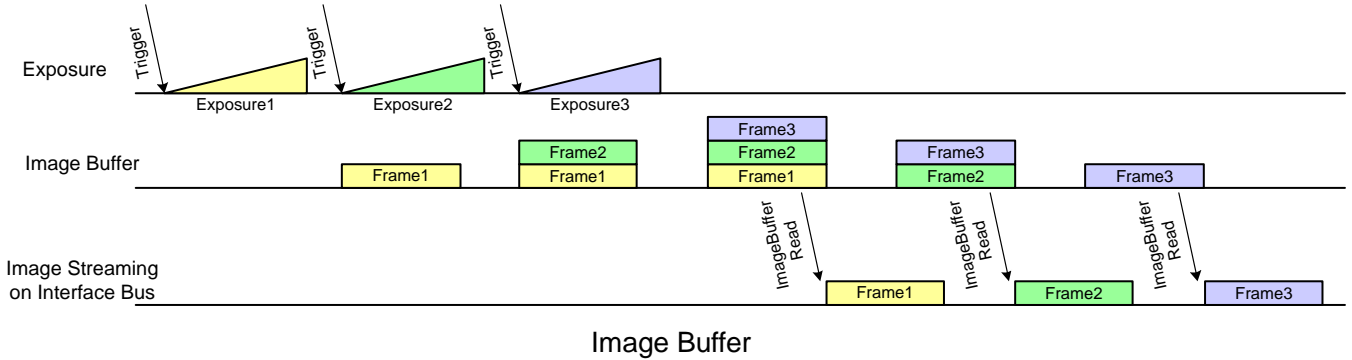 Trigger
Trigger
Trigger
Exposure
Exposure1
Exposure2
Exposure3
Frame3
Frame2
Frame2
Frame3
Image Buffer
Frame1
Frame1
Frame1
Frame2
Frame3
ImageBuffer
Read
ImageBuffer
Read
ImageBuffer
Read
Image Streaming
on Interface Bus
Frame1
Frame2
Frame3
Image Buffer